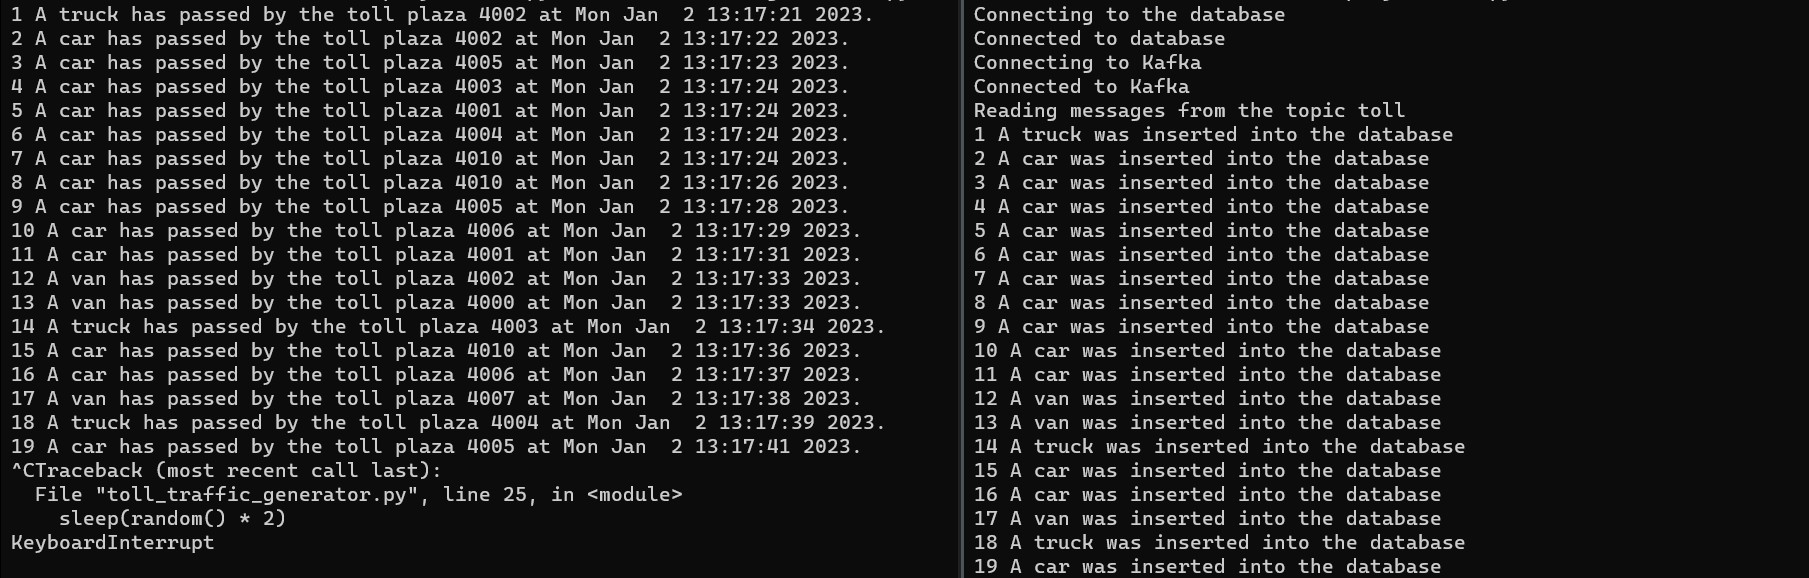 1 A truck has passed by the toll plaza 4002 at Mon Jan  2 13:17:21 2023.
2 A car has passed by the toll plaza 4002 at Mon Jan  2 13:17:22 2023.
3 A car has passed by the toll plaza 4005 at Mon Jan  2 13:17:23 2023.
4 A car has passed by the toll plaza 4003 at Mon Jan  2 13:17:24 2023.
5 A car has passed by the toll plaza 4001 at Mon Jan  2 13:17:24 2023.
6 A car has passed by the toll plaza 4004 at Mon Jan  2 13:17:24 2023.
7 A car has passed by the toll plaza 4010 at Mon Jan  2 13:17:24 2023.
8 A car has passed by the toll plaza 4010 at Mon Jan  2 13:17:26 2023.
9 A car has passed by the toll plaza 4005 at Mon Jan  2 13:17:28 2023.
10 A car has passed by the toll plaza 4006 at Mon Jan  2 13:17:29 2023.
11 A car has passed by the toll plaza 4001 at Mon Jan  2 13:17:31 2023.
12 A van has passed by the toll plaza 4002 at Mon Jan  2 13:17:33 2023.
13 A van has passed by the toll plaza 4000 at Mon Jan  2 13:17:33 2023.
14 A truck has passed by the toll plaza 4003 at Mon Jan  2 13:17:34 2023.
15 A car has passed by the toll plaza 4010 at Mon Jan  2 13:17:36 2023.
16 A car has passed by the toll plaza 4006 at Mon Jan  2 13:17:37 2023.
17 A van has passed by the toll plaza 4007 at Mon Jan  2 13:17:38 2023.
18 A truck has passed by the toll plaza 4004 at Mon Jan  2 13:17:39 2023.
19 A car has passed by the toll plaza 4005 at Mon Jan  2 13:17:41 2023.
^CTraceback (most recent call last):
  File "toll_traffic_generator.py", line 25, in <module>
    sleep(random() * 2)
KeyboardInterrupt
Connecting to the database
Connected to database
Connecting to Kafka
Connected to Kafka
Reading messages from the topic toll
1 A truck was inserted into the database
2 A car was inserted into the database
3 A car was inserted into the database
4 A car was inserted into the database
5 A car was inserted into the database
6 A car was inserted into the database
7 A car was inserted into the database
8 A car was inserted into the database
9 A car was inserted into the database
10 A car was inserted into the database
11 A car was inserted into the database
12 A van was inserted into the database
13 A van was inserted into the database
14 A truck was inserted into the database
15 A car was inserted into the database
16 A car was inserted into the database
17 A van was inserted into the database
18 A truck was inserted into the database
19 A car was inserted into the database